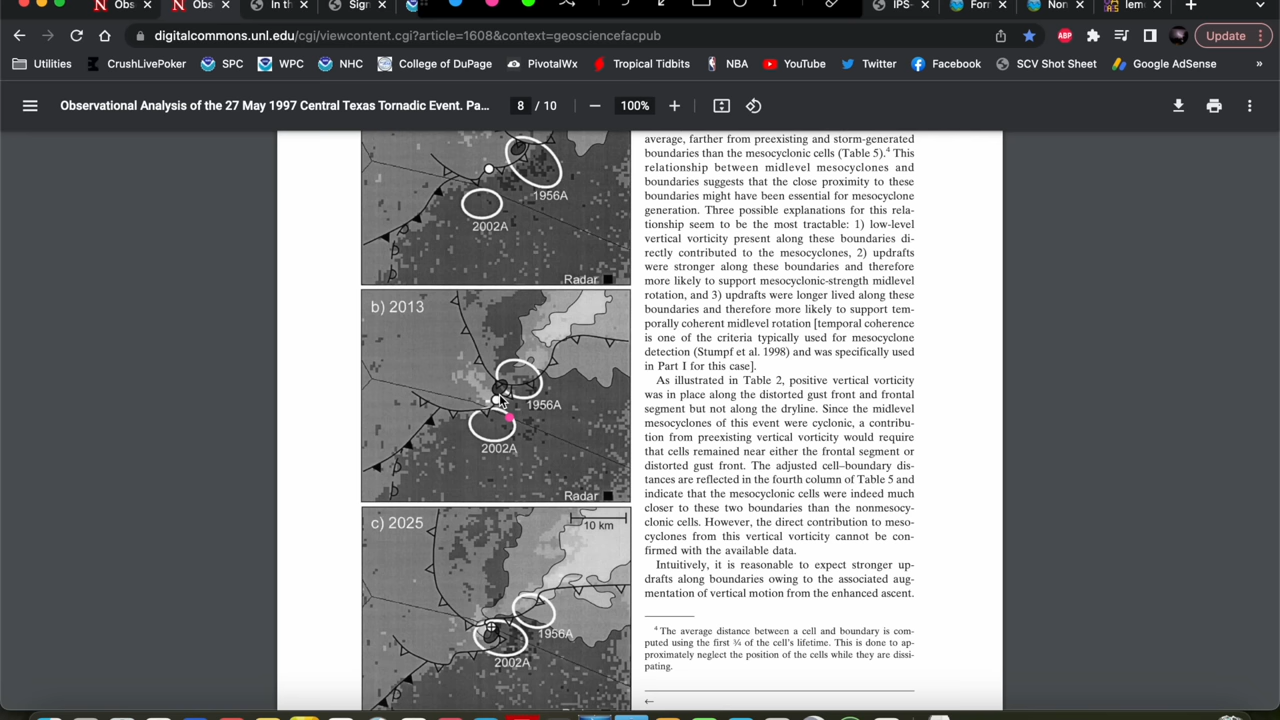 Obs
Obs
In th
Sign
IPS-
For
Non
digitalcommons.unl.edu/cgi/viewcontent.cgi?article=1608&context=geosciencefacpub
ABP
Update
Utilities
CrushLivePoker
SPC
WPC
NHC
College of DuPage
PivotalWx
Tropical Tidbits
NBA
YouTube
Twitter
Facebook
SCV Shot Sheet
Google AdSense
»
Observational Analysis of the 27 May 1997 Central Texas Tornadic Event. Pa...
8 / 10
100%
1956A
2002A
Radar
b) 2013
1956A
2002A
Radar
c) 2025
10 km
1956A
2002A
average, farther from preexisting and storm-generated
boundaries than the mesocyclonic cells (Table 5).4 This
relationship between midlevel mesocyclones and
boundaries suggests that the close proximity to these
boundaries might have been essential for mesocyclone
generation. Three possible explanations for this rela-
tionship seem to be the most tractable: 1) low-level
vertical vorticity present along these boundaries di-
rectly contributed to the mesocyclones, 2) updrafts
were stronger along these boundaries and therefore
more likely to support mesocyclonic-strength midlevel
rotation, and 3) updrafts were longer lived along these
boundaries and therefore more likely to support tem-
porally coherent midlevel rotation [temporal coherence
is one of the criteria typically used for mesocyclone
detection (Stumpf et al. 1998) and was specifically used
in Part I for this case].
As illustrated in Table 2, positive vertical vorticity
was in place along the distorted gust front and frontal
segment but not along the dryline. Since the midlevel
mesocyclones of this event were cyclonic, a contribu-
tion from preexisting vertical vorticity would require
that cells remained near either the frontal segment or
distorted gust front. The adjusted cell–boundary dis-
tances are reflected in the fourth column of Table 5 and
indicate that the mesocyclonic cells were indeed much
closer to these two boundaries than the nonmesocy-
clonic cells. However, the direct contribution to meso-
cyclones from this vertical vorticity cannot be con-
firmed with the available data.
Intuitively, it is reasonable to expect stronger up-
drafts along boundaries owing to the associated aug-
mentation of vertical motion from the enhanced ascent.
4 The average distance between a cell and boundary is com-
puted using the first ¾ of the cell's lifetime. This is done to ap-
proximately neglect the position of the cells while they are dissi-
pating.
←